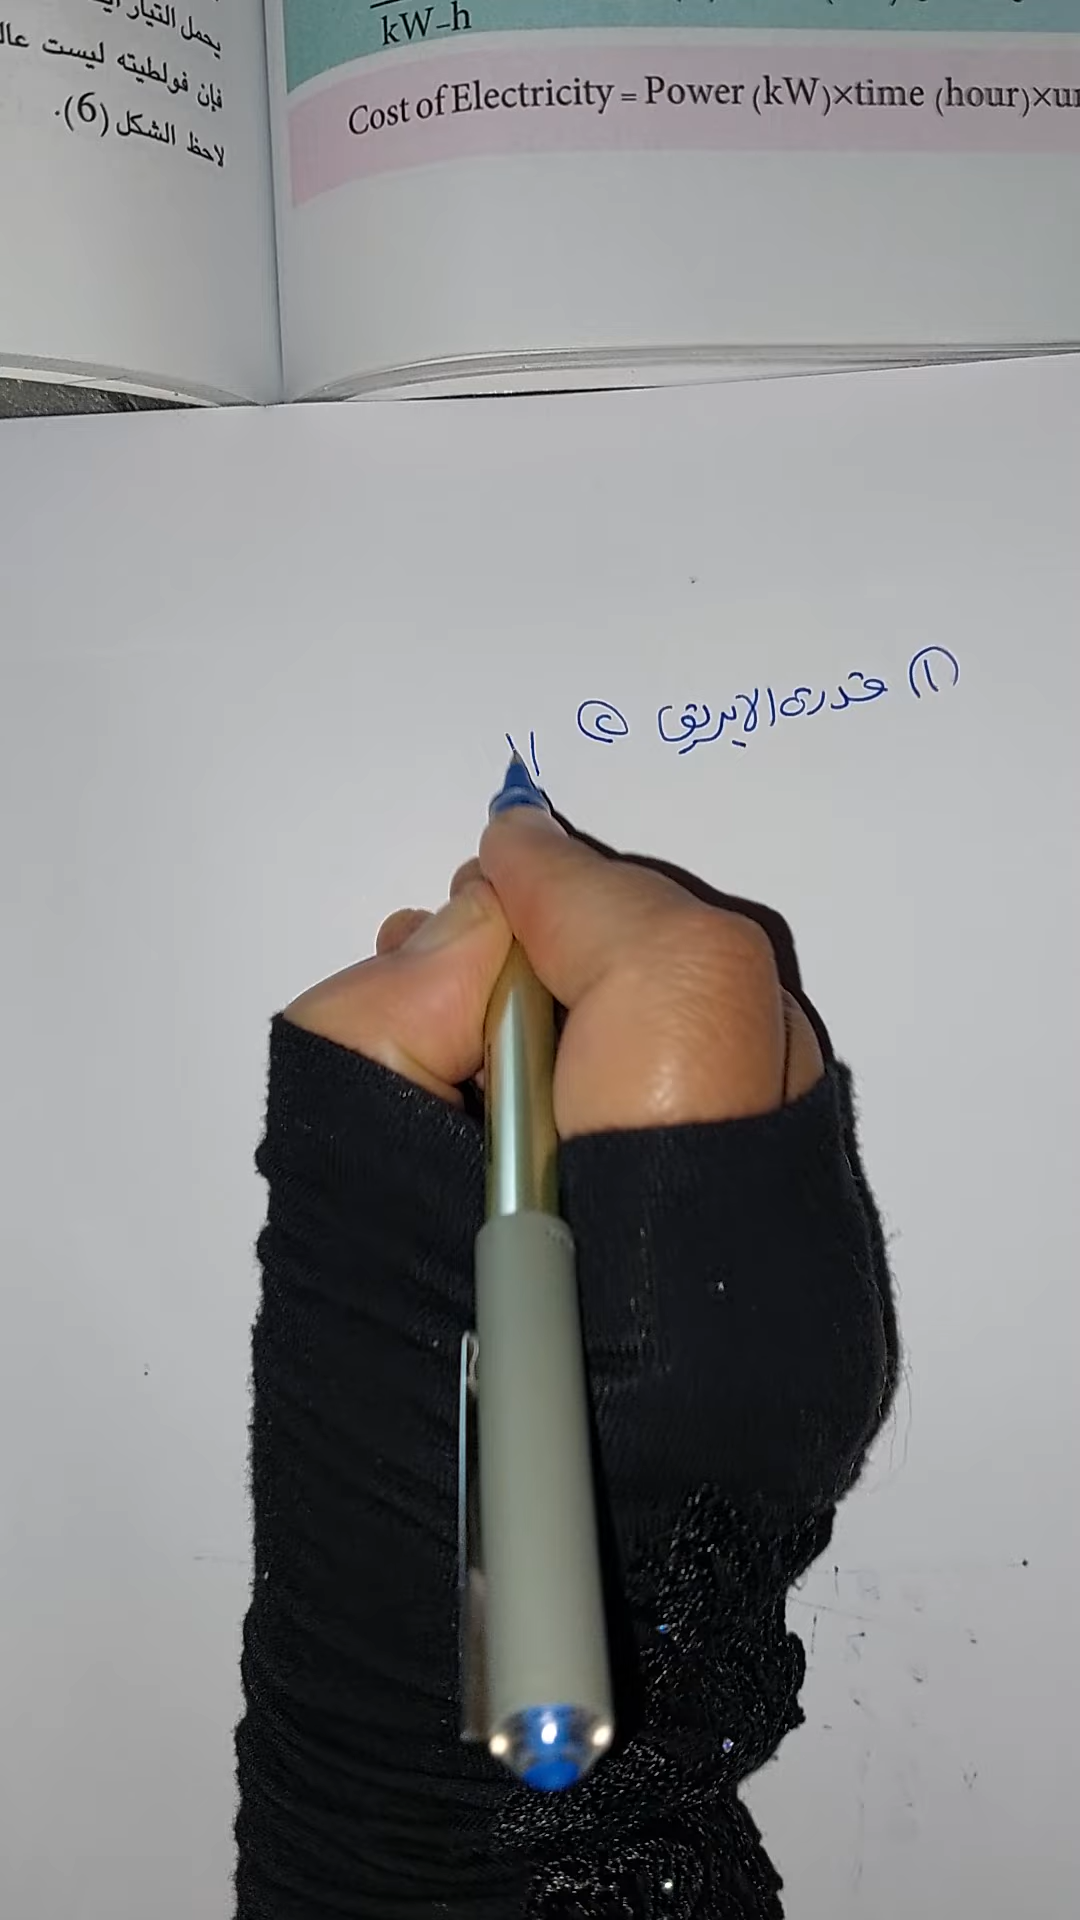 يحمل التيار
فإن فولطيته ليست
لاحظ الشكل (6).
kW-h
Cost of Electricity = Power (kW)×time (hour)×
① قدرة الابريق ②